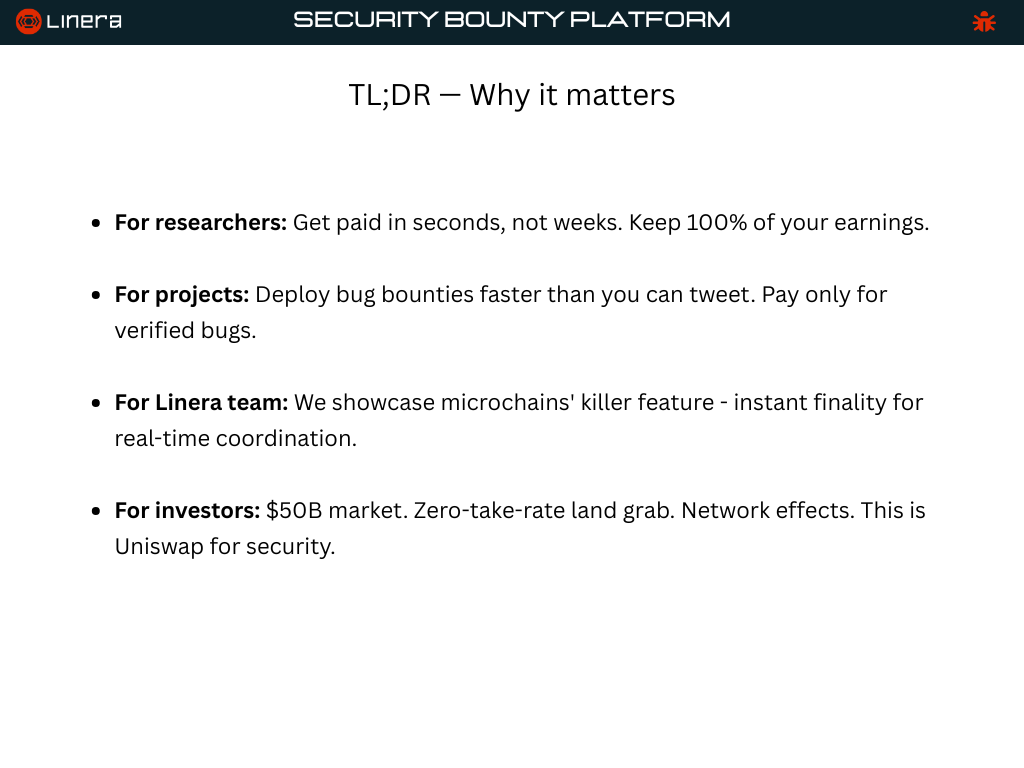 Linera
SECURITY BOUNTY PLATFORM
TL;DR — Why it matters
• For researchers: Get paid in seconds, not weeks. Keep 100% of your earnings.
• For projects: Deploy bug bounties faster than you can tweet. Pay only for
verified bugs.
• For Linera team: We showcase microchains' killer feature - instant finality for
real-time coordination.
• For investors: $50B market. Zero-take-rate land grab. Network effects. This is
Uniswap for security.